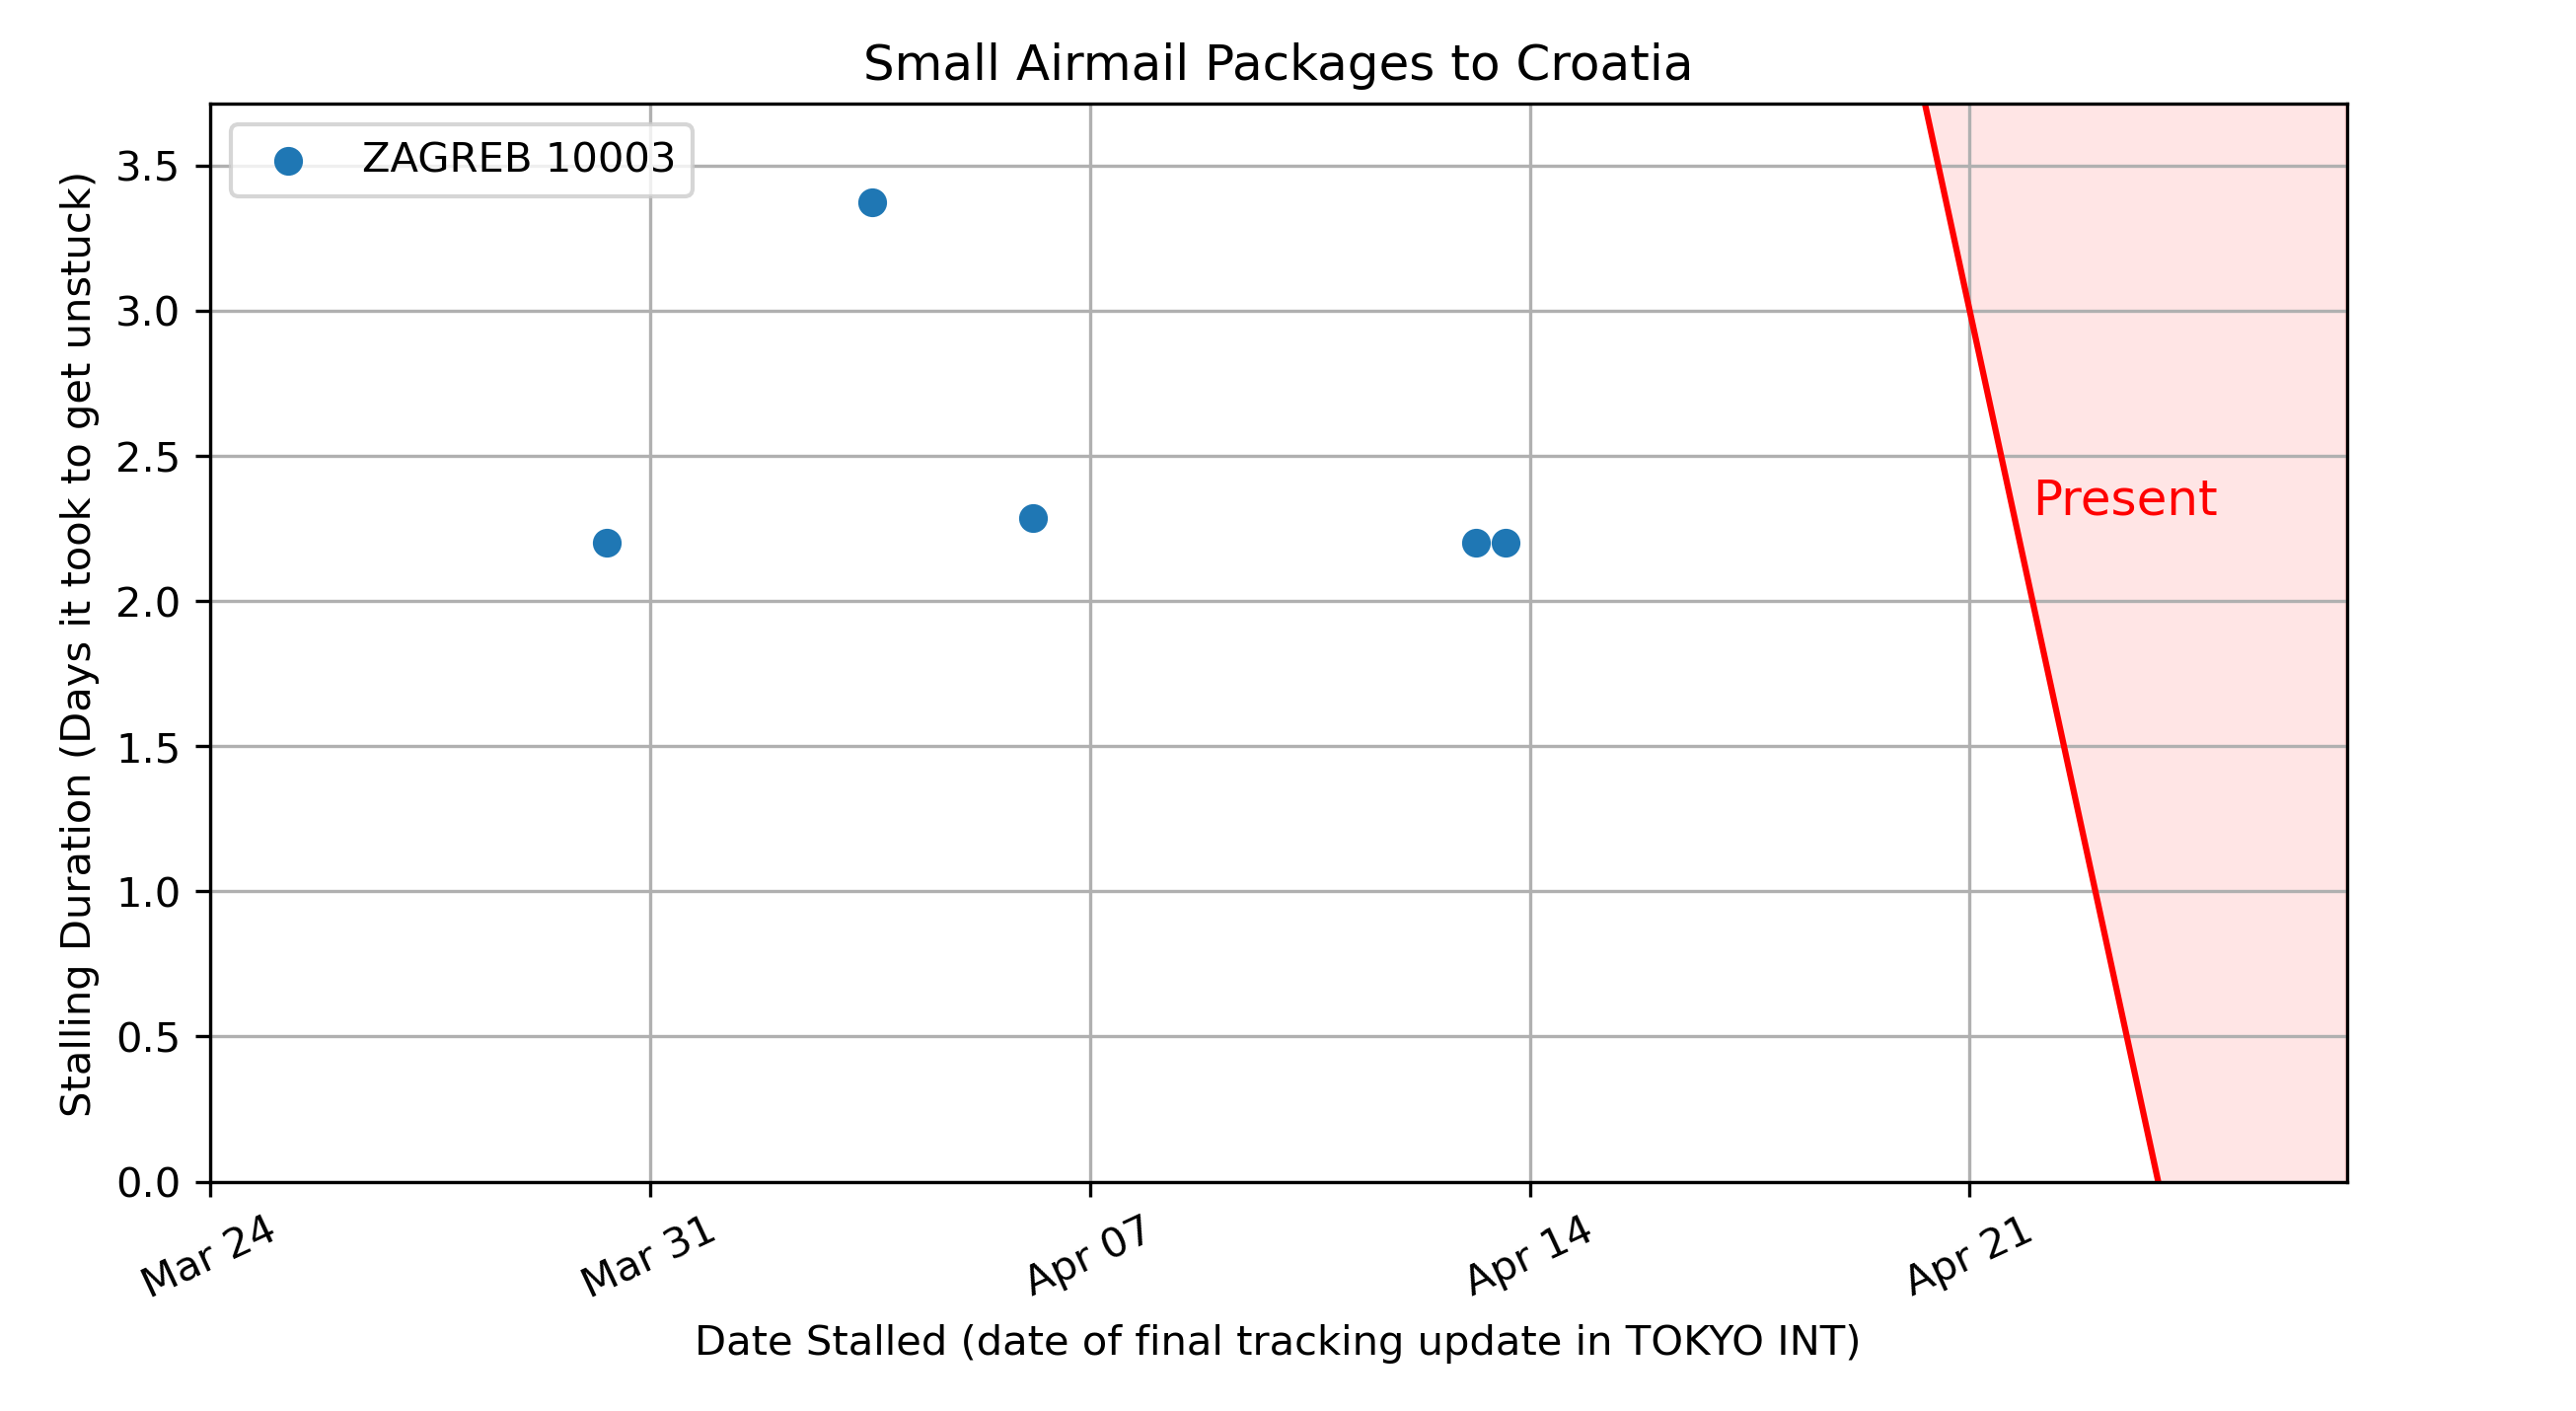 Small Airmail Packages to Croatia
ZAGREB 10003
Stalling Duration (Days it took to get unstuck)
3.5
3.0
2.5
2.0
1.5
1.0
0.5
0.0
Present
Mar 24
Mar 31
Apr 07
Apr 14
Apr 21
Date Stalled (date of final tracking update in TOKYO INT)